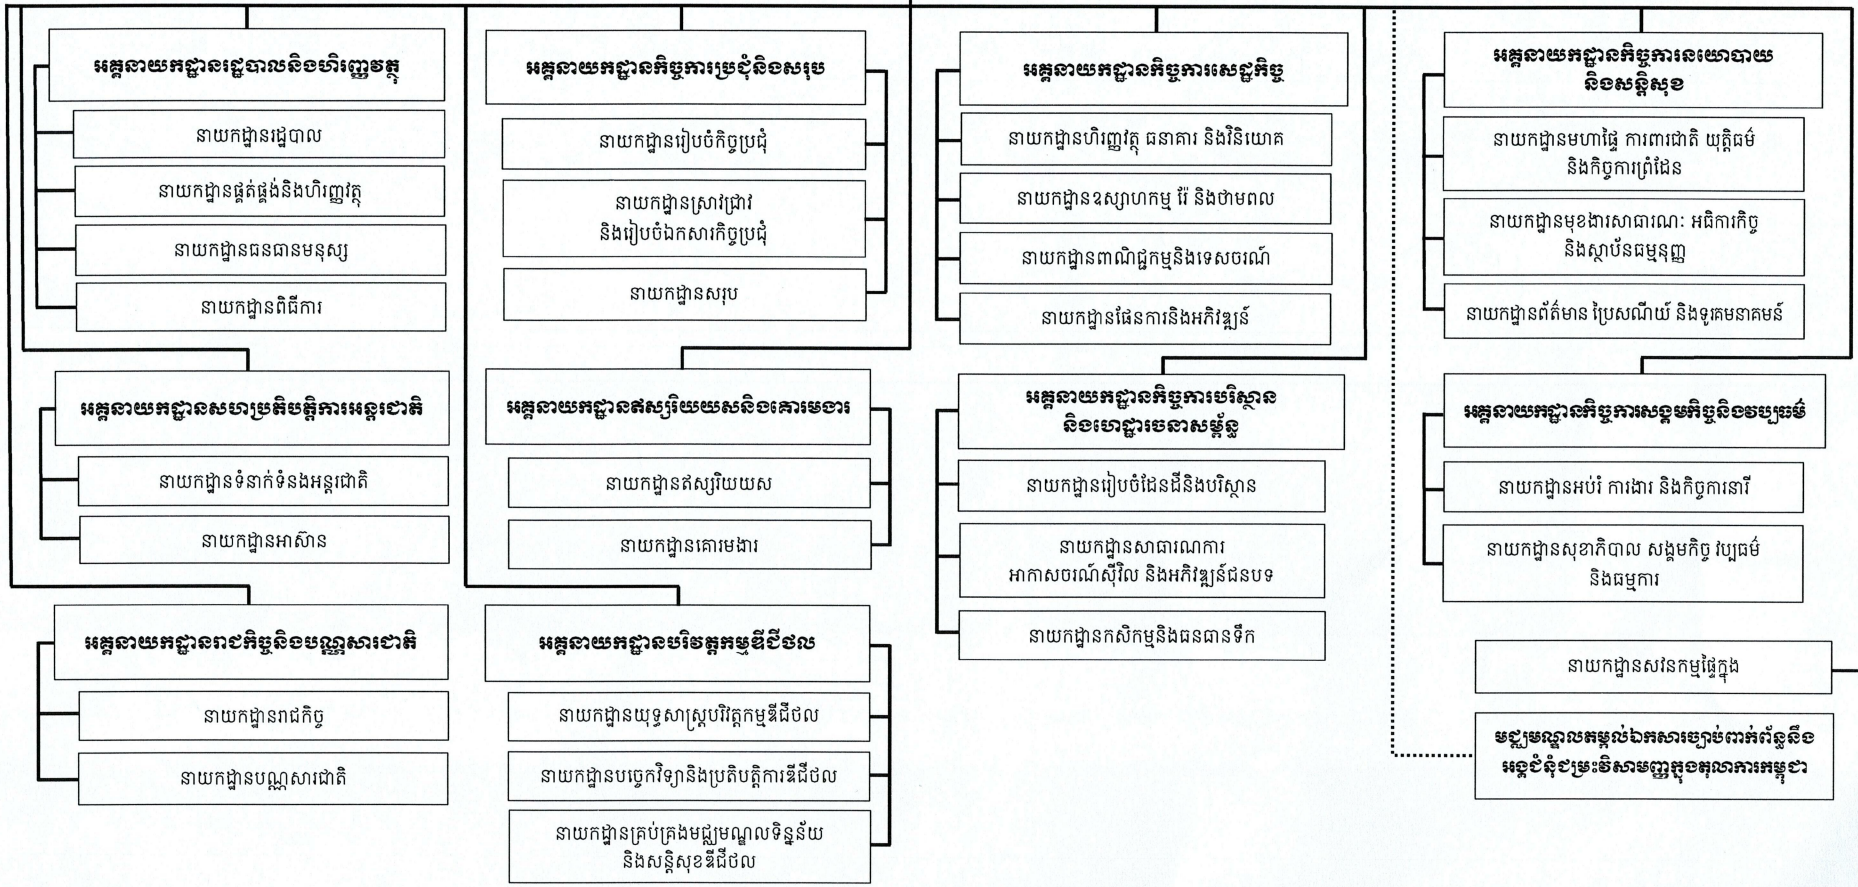 អគ្គនាយកដ្ឋានរដ្ឋបាលនិងហិរញ្ញវត្ថុ
នាយកដ្ឋានរដ្ឋបាល
នាយកដ្ឋានផ្គត់ផ្គង់និងហិរញ្ញវត្ថុ
នាយកដ្ឋានធនធានមនុស្ស
នាយកដ្ឋានពិធីការ
អគ្គនាយកដ្ឋានសហប្រតិបត្តិការអន្តរជាតិ
នាយកដ្ឋានទំនាក់ទំនងអន្តរជាតិ
នាយកដ្ឋានអាស៊ាន
អគ្គនាយកដ្ឋានរាជកិច្ចនិងបណ្ណសារជាតិ
នាយកដ្ឋានរាជកិច្ច
នាយកដ្ឋានបណ្ណសារជាតិ
អគ្គនាយកដ្ឋានកិច្ចការប្រជុំនិងសរុប
នាយកដ្ឋានរៀបចំកិច្ចប្រជុំ
នាយកដ្ឋានស្រាវជ្រាវ
និងរៀបចំឯកសារកិច្ចប្រជុំ
នាយកដ្ឋានសរុប
អគ្គនាយកដ្ឋានឥស្សរិយយសនិងគោរមងារ
នាយកដ្ឋានឥស្សរិយយស
នាយកដ្ឋានគោរមងារ
អគ្គនាយកដ្ឋានបរិវត្តកម្មឌីជីថល
នាយកដ្ឋានយុទ្ធសាស្ត្របរិវត្តកម្មឌីជីថល
នាយកដ្ឋានបច្ចេកវិទ្យានិងប្រតិបត្តិការឌីជីថល
នាយកដ្ឋានគ្រប់គ្រងមជ្ឈមណ្ឌលទិន្នន័យ
និងសន្តិសុខឌីជីថល
អគ្គនាយកដ្ឋានកិច្ចការសេដ្ឋកិច្ច
នាយកដ្ឋានហិរញ្ញវត្ថុ ធនាគារ និងវិនិយោគ
នាយកដ្ឋានឧស្សាហកម្ម រ៉ែ និងថាមពល
នាយកដ្ឋានពាណិជ្ជកម្មនិងទេសចរណ៍
នាយកដ្ឋានផែនការនិងអភិវឌ្ឍន៍
អគ្គនាយកដ្ឋានកិច្ចការបរិស្ថាន
និងហេដ្ឋារចនាសម្ព័ន្ធ
នាយកដ្ឋានរៀបចំដែនដីនិងបរិស្ថាន
នាយកដ្ឋានសាធារណការ
អាកាសចរណ៍ស៊ីវិល និងអភិវឌ្ឍន៍ជនបទ
នាយកដ្ឋានកសិកម្មនិងធនធានទឹក
អគ្គនាយកដ្ឋានកិច្ចការនយោបាយ
និងសន្តិសុខ
នាយកដ្ឋានមហាផ្ទៃ ការពារជាតិ យុត្តិធម៌
និងកិច្ចការព្រំដែន
នាយកដ្ឋានមុខងារសាធារណៈ អធិការកិច្ច
និងស្ថាប័នធម្មនុញ្ញ
នាយកដ្ឋានព័ត៌មាន ប្រៃសណីយ៍ និងទូរគមនាគមន៍
អគ្គនាយកដ្ឋានកិច្ចការសង្គមកិច្ចនិងវប្បធម៌
នាយកដ្ឋានអប់រំ ការងារ និងកិច្ចការនារី
នាយកដ្ឋានសុខាភិបាល សង្គមកិច្ច វប្បធម៌
និងធម្មការ
នាយកដ្ឋានសវនកម្មផ្ទៃក្នុង
មជ្ឈមណ្ឌលតម្កល់ឯកសារច្បាប់ពាក់ព័ន្ធនឹង
អង្គជំនុំជម្រះវិសាមញ្ញក្នុងតុលាការកម្ពុជា